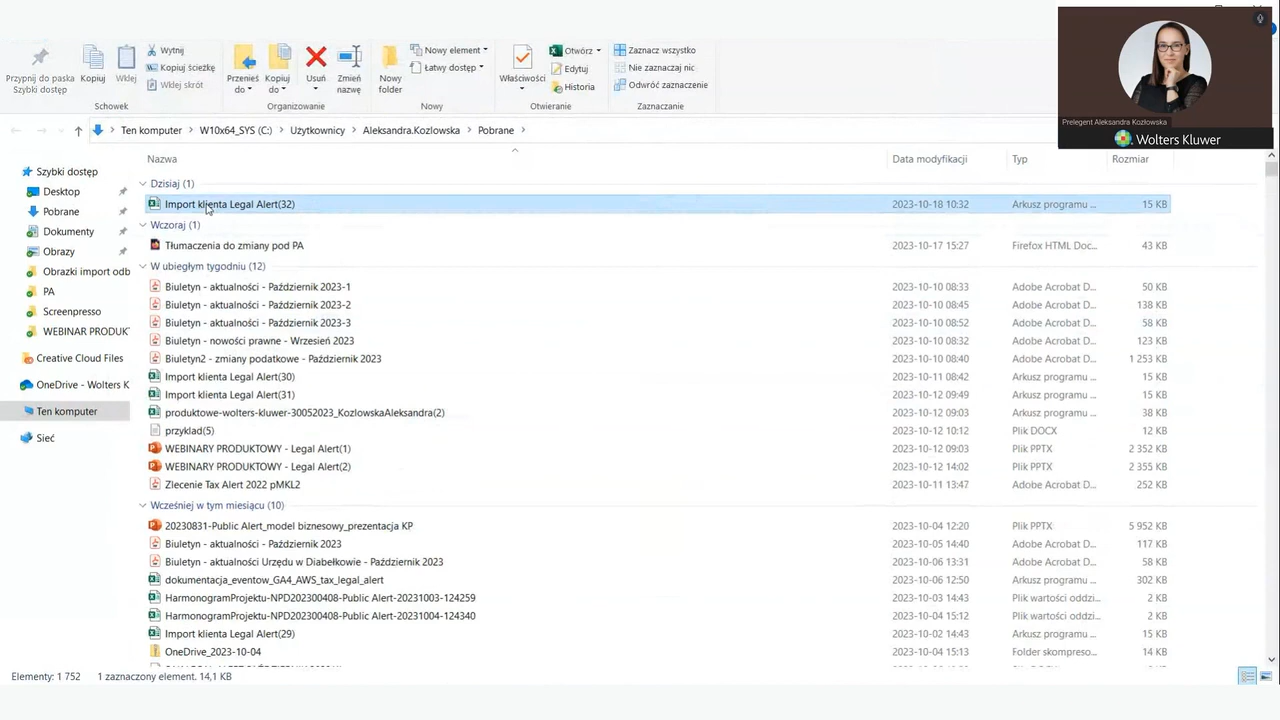 Przypnij do paska
Szybki dostęp
Kopiuj
Wklej
Wytnij
Kopiuj ścieżkę
Wklej skrót
Schowek
Przenieś
do
Kopiuj
do
Usuń
Zmień
nazwę
Organizowanie
Nowy
folder
Nowy element
Łatwy dostęp
Nowy
Właściwości
Otwórz
Edytuj
Historia
Otwieranie
Zaznacz wszystko
Nie zaznaczaj nic
Odwróć zaznaczenie
Zaznaczanie
Prelegent Aleksandra Kozłowska
Wolters Kluwer
Ten komputer > W10x64_SYS (C:) > Użytkownicy > Aleksandra.Kozlowska > Pobrane >
Szybki dostęp
Desktop
Pobrane
Dokumenty
Obrazy
Obrazki import odb
PA
Screenpresso
WEBINAR PRODUK
Creative Cloud Files
OneDrive - Wolters K
Ten komputer
Sieć
Nazwa Data modyfikacji Typ Rozmiar
Dzisiaj (1)
Import klienta Legal Alert(32) 2023-10-18 10:32 Arkusz programu ... 15 KB
Wczoraj (1)
Tłumaczenia do zmiany pod PA 2023-10-17 15:27 Firefox HTML Doc... 43 KB
W ubiegłym tygodniu (12)
Biuletyn - aktualności - Październik 2023-1 2023-10-10 08:33 Adobe Acrobat D... 50 KB
Biuletyn - aktualności - Październik 2023-2 2023-10-10 08:45 Adobe Acrobat D... 138 KB
Biuletyn - aktualności - Październik 2023-3 2023-10-10 08:52 Adobe Acrobat D... 58 KB
Biuletyn - nowości prawne - Wrzesień 2023 2023-10-10 08:32 Adobe Acrobat D... 123 KB
Biuletyn2 - zmiany podatkowe - Październik 2023 2023-10-10 08:40 Adobe Acrobat D... 1 253 KB
Import klienta Legal Alert(30) 2023-10-11 08:42 Arkusz programu ... 15 KB
Import klienta Legal Alert(31) 2023-10-12 09:49 Arkusz programu ... 15 KB
produktowe-wolters-kluwer-30052023_KozlowskaAleksandra(2) 2023-10-12 09:03 Arkusz programu ... 38 KB
przyklad(5) 2023-10-12 10:12 Plik DOCX 12 KB
WEBINARY PRODUKTOWY - Legal Alert(1) 2023-10-12 09:03 Plik PPTX 2 352 KB
WEBINARY PRODUKTOWY - Legal Alert(2) 2023-10-12 14:02 Plik PPTX 2 355 KB
Zlecenie Tax Alert 2022 pMKL2 2023-10-11 13:47 Adobe Acrobat D... 252 KB
Wcześniej w tym miesiącu (10)
20230831-Public Alert_model biznesowy_prezentacja KP 2023-10-04 12:20 Plik PPTX 5 952 KB
Biuletyn - aktualności - Październik 2023 2023-10-05 14:40 Adobe Acrobat D... 117 KB
Biuletyn - aktualności Urzędu w Diabełkowie - Październik 2023 2023-10-06 13:31 Adobe Acrobat D... 58 KB
dokumentacja_eventow_GA4_AWS_tax_legal_alert 2023-10-06 12:50 Arkusz programu ... 302 KB
HarmonogramProjektu-NPD200400-Public Alert-20231003-124259 2023-10-03 14:43 Plik wartości oddzi... 2 KB
HarmonogramProjektu-NPD200408-Public Alert-20231004-124340 2023-10-04 15:12 Plik wartości oddzi... 2 KB
Import klienta Legal Alert(29) 2023-10-02 14:43 Arkusz programu ... 15 KB
OneDrive_2023-10-04 2023-10-04 15:13 Folder skompreso... 14 KB
Elementy: 1 752 1 zaznaczony element. 14,1 KB